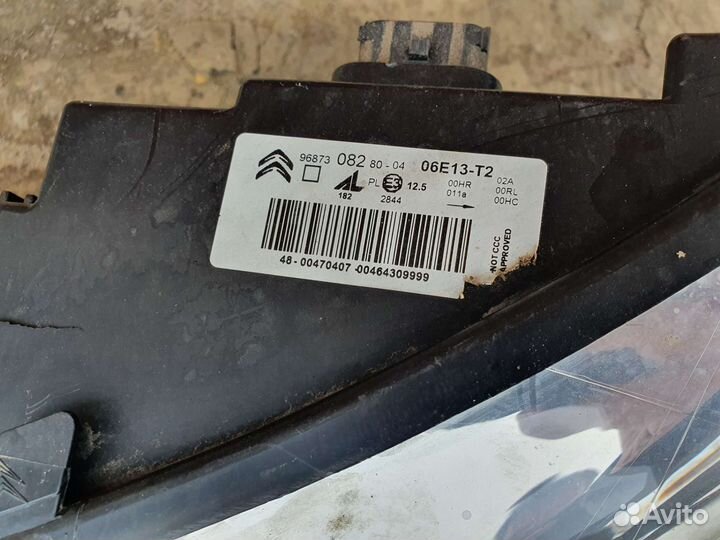 96873 082 80-04 06E13-T2
AL PL E3 12.5 00HR 02A
182 2844 011a 00RL
00HC
48-00470407-00464309999
NOT CCC
APPROVED
Avito